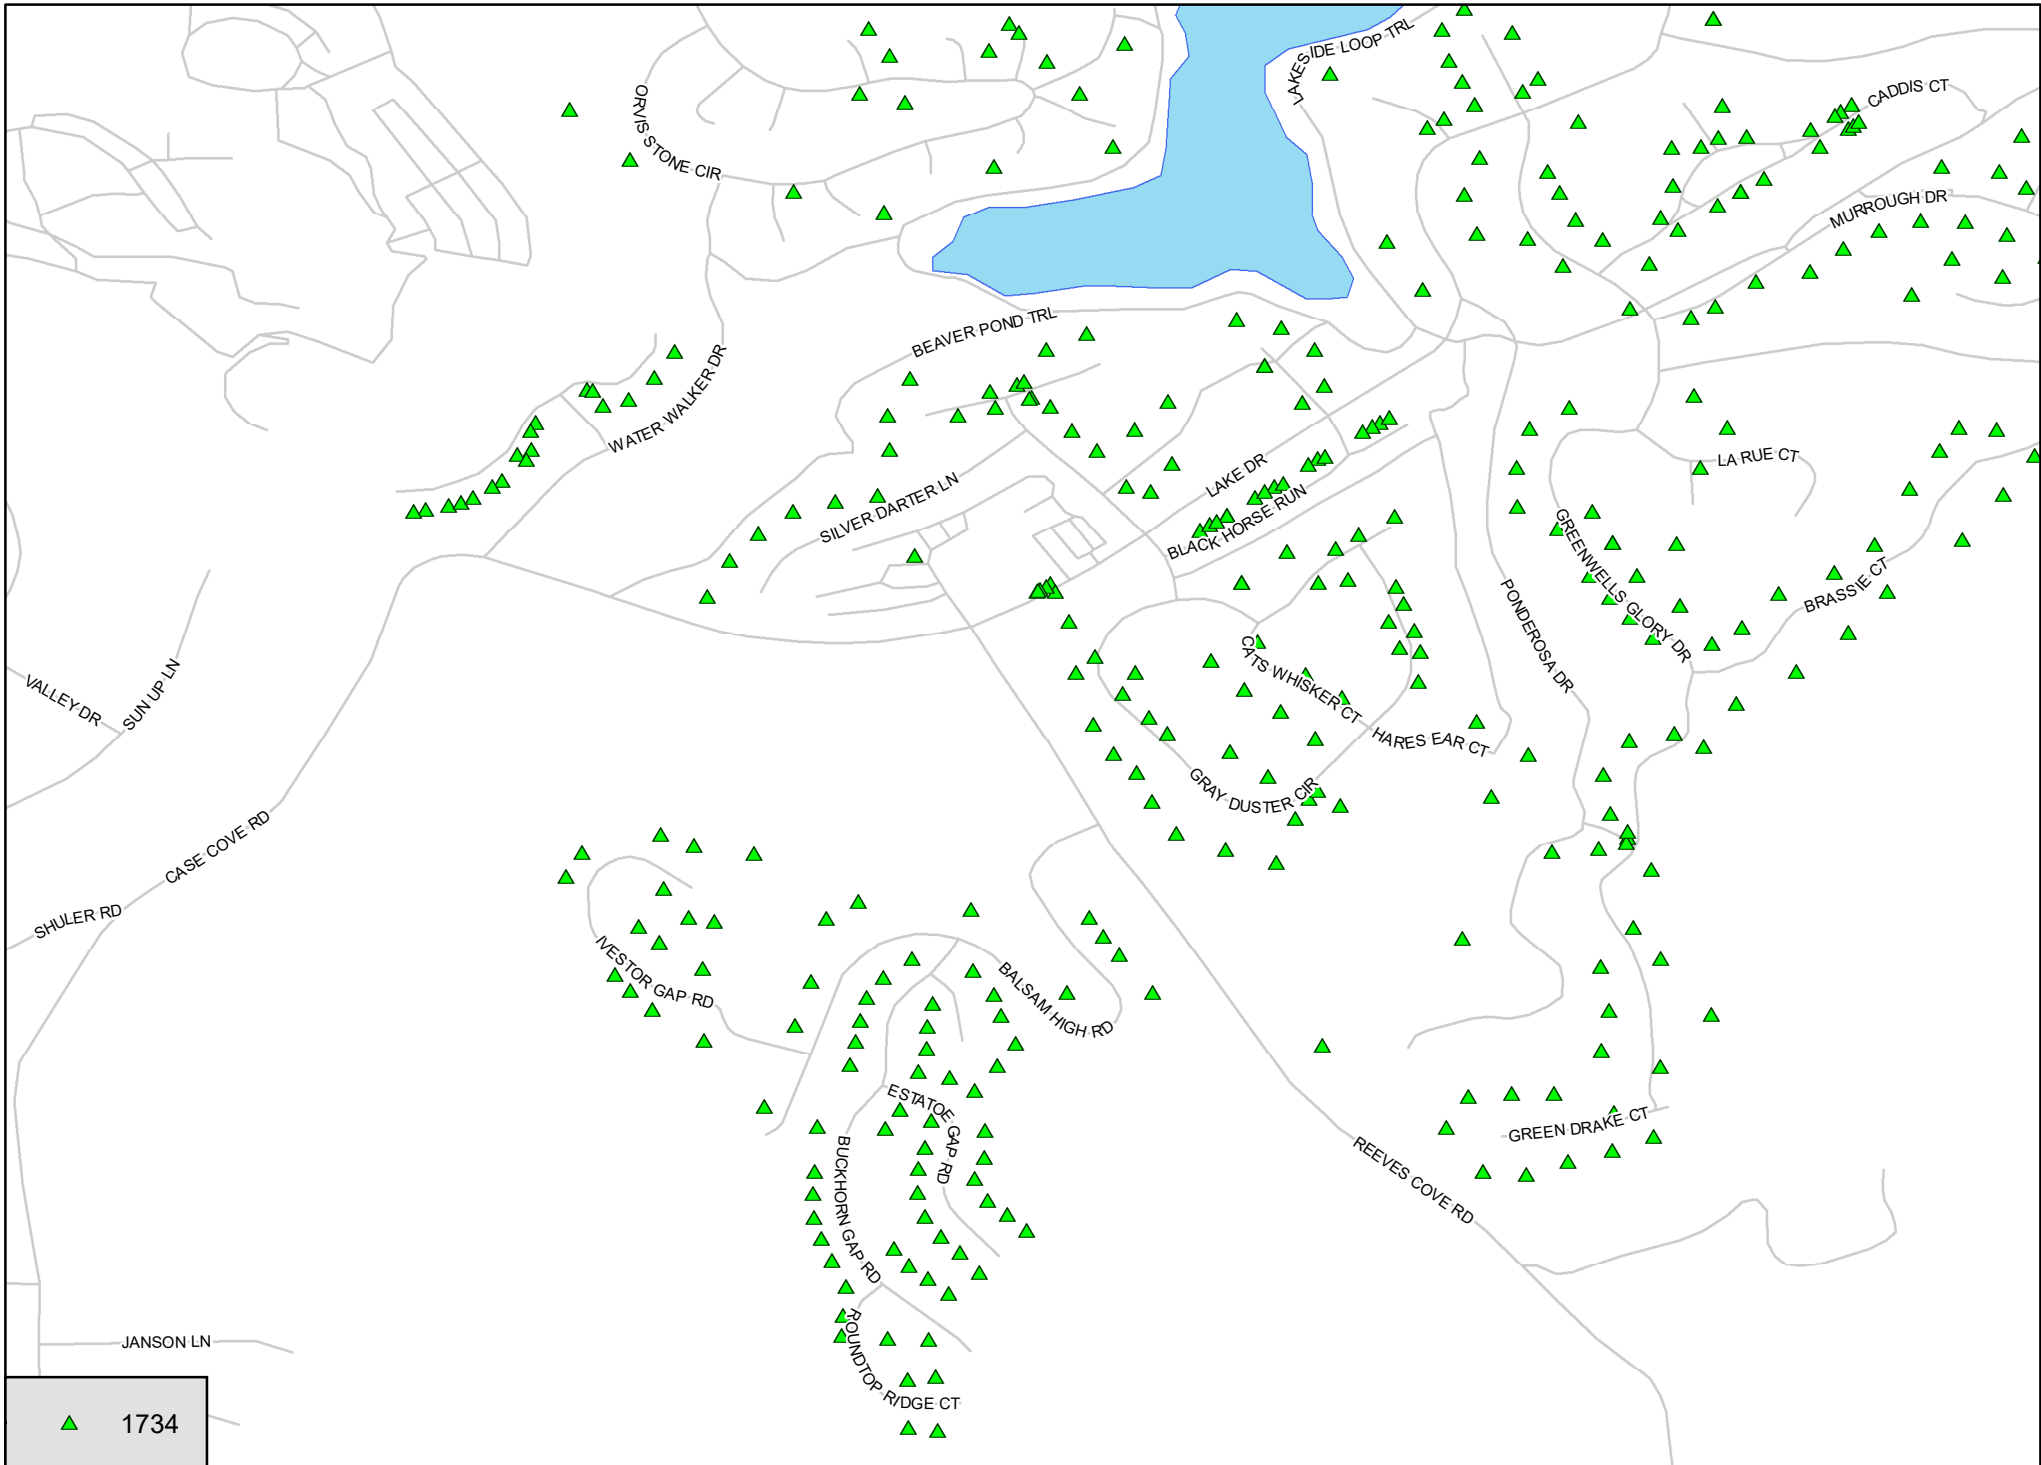 LAKESIDE LOOP TRL
CADDIS CT
ORVIS STONE CIR
MURROUGH DR
BEAVER POND TRL
WATER WALKER DR
LA RUE CT
LAKE DR
SILVER DARTER LN
BLACK HORSE RUN
GREENWELLS GLORY DR
BRASSIE CT
PONDEROSA DR
CATS WHISKER CT
SUN UP LN
VALLEY DR
HARES EAR CT
GRAY DUSTER CIR
CASE COVE RD
SHULER RD
IVESTOR GAP RD
BALSAM HIGH RD
ESTATOE GAP RD
GREEN DRAKE CT
BUCKHORN GAP RD
REEVES COVE RD
JANSON LN
ROUNDTOP RIDGE CT
1734